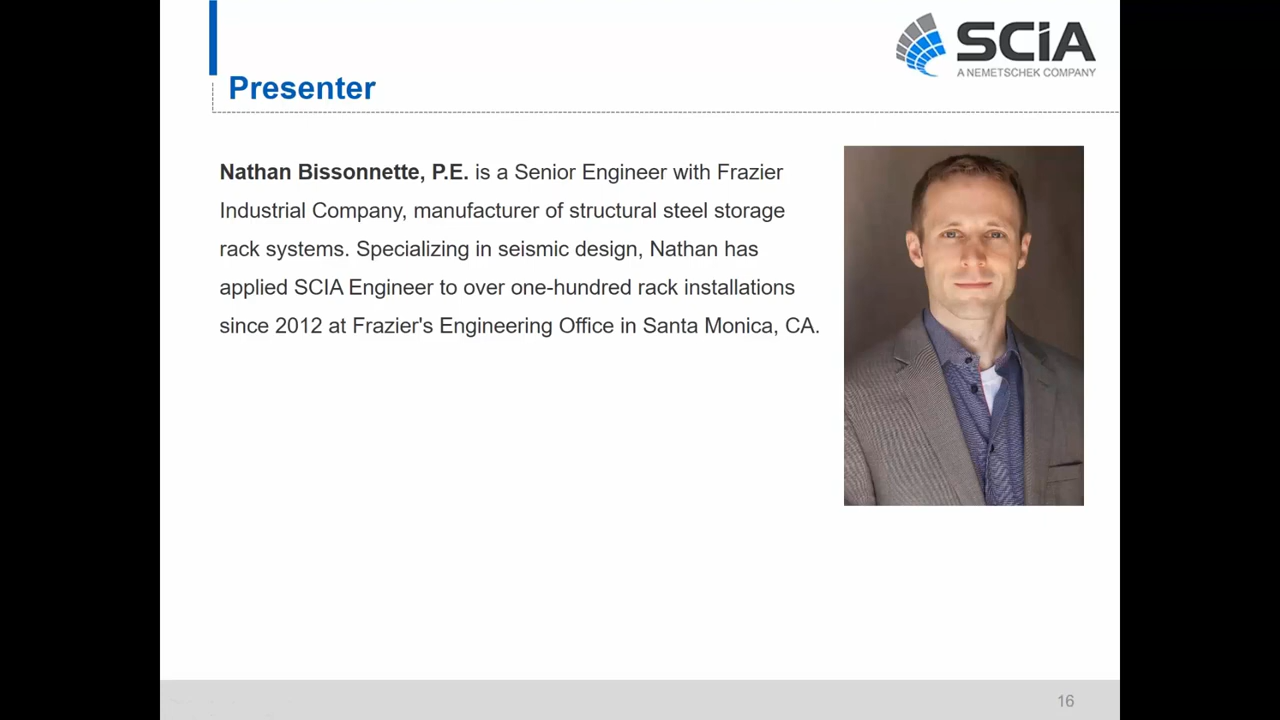 SCiA
A NEMETSCHEK COMPANY
Presenter
Nathan Bissonnette, P.E. is a Senior Engineer with Frazier
Industrial Company, manufacturer of structural steel storage
rack systems. Specializing in seismic design, Nathan has
applied SCIA Engineer to over one-hundred rack installations
since 2012 at Frazier's Engineering Office in Santa Monica, CA.
16